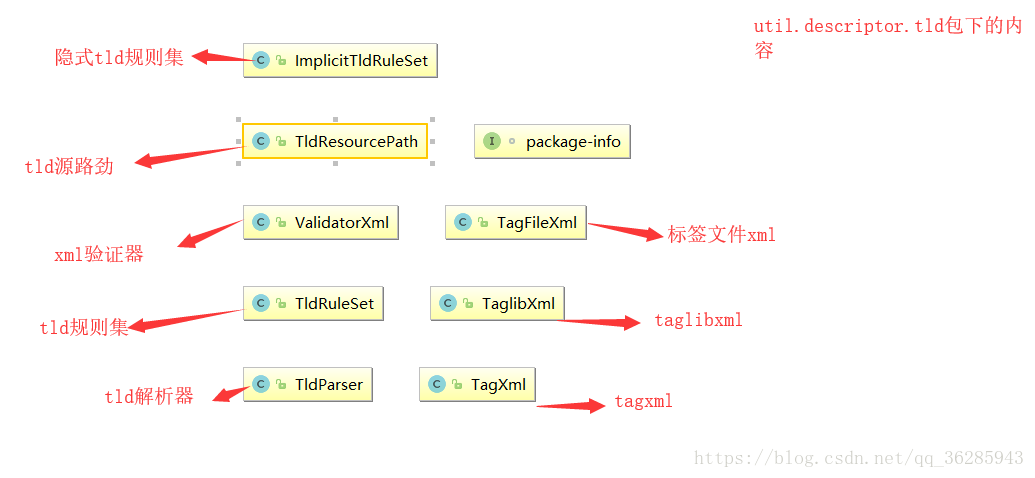 util.descriptor.tld包下的内
容
隐式tld规则集
C ImplicitTldRuleSet
C TldResourcePath
I package-info
tld源路劲
C ValidatorXml
C TagFileXml
标签文件xml
xml验证器
C TldRuleSet
C TaglibXml
tld规则集
taglibxml
C TldParser
C TagXml
tld解析器
tagxml
https://blog.csdn.net/qq_36285943